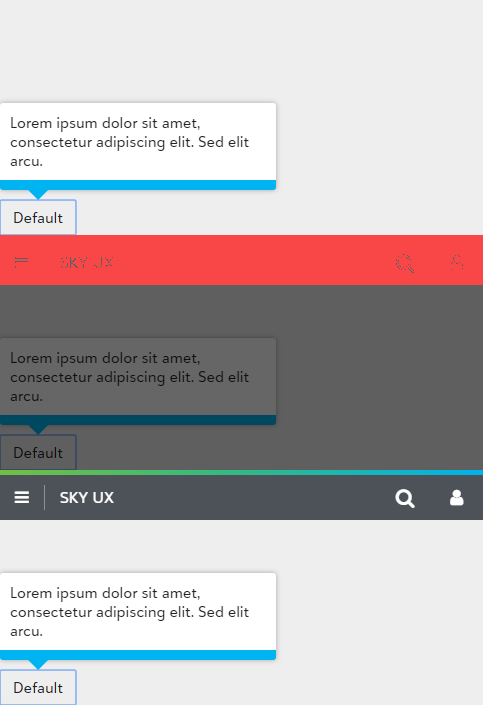 Lorem ipsum dolor sit amet,
consectetur adipiscing elit. Sed elit
arcu.
Default
SKY UX
Lorem ipsum dolor sit amet,
consectetur adipiscing elit. Sed elit
arcu.
Default
SKY UX
Lorem ipsum dolor sit amet,
consectetur adipiscing elit. Sed elit
arcu.
Default